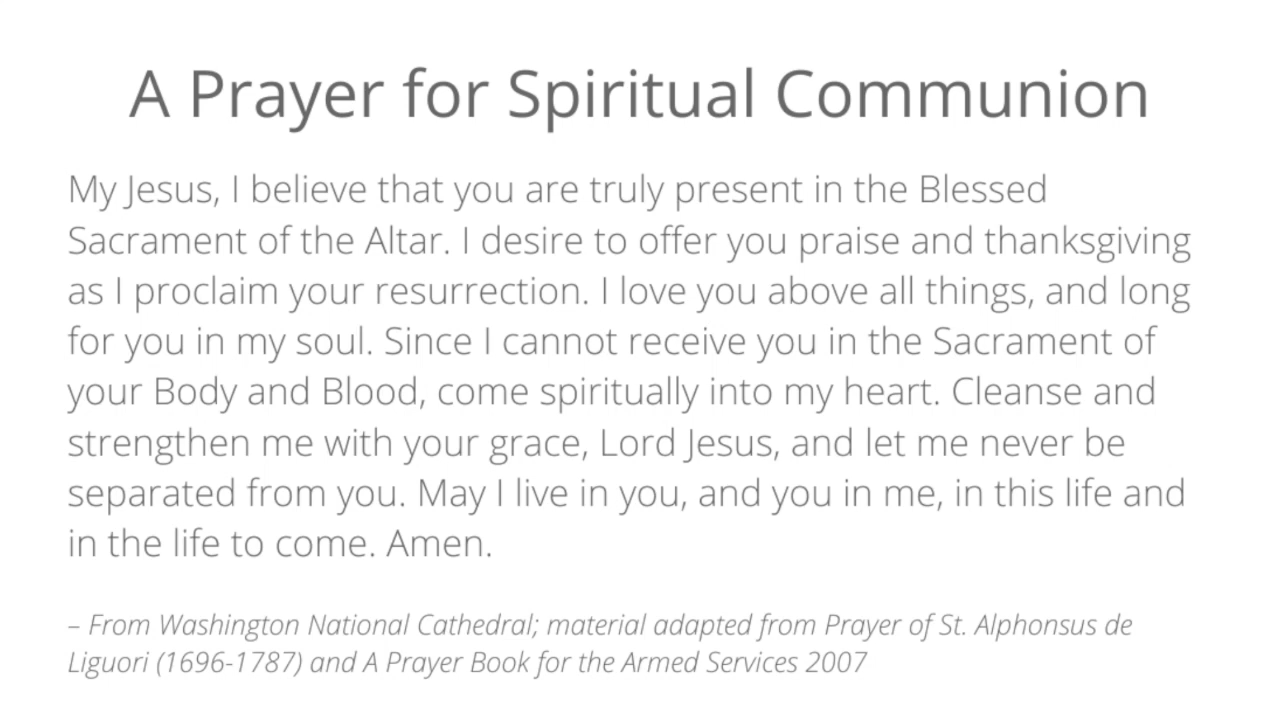 A Prayer for Spiritual Communion
My Jesus, I believe that you are truly present in the Blessed
Sacrament of the Altar. I desire to offer you praise and thanksgiving
as I proclaim your resurrection. I love you above all things, and long
for you in my soul. Since I cannot receive you in the Sacrament of
your Body and Blood, come spiritually into my heart. Cleanse and
strengthen me with your grace, Lord Jesus, and let me never be
separated from you. May I live in you, and you in me, in this life and
in the life to come. Amen.
– From Washington National Cathedral; material adapted from Prayer of St. Alphonsus de
Liguori (1696-1787) and A Prayer Book for the Armed Services 2007